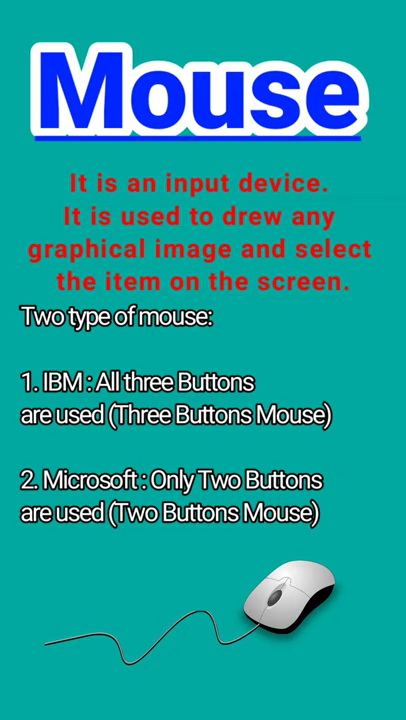 Mouse
It is an input device.
It is used to drew any
graphical image and select
the item on the screen.
Two type of mouse:
1. IBM : All three Buttons
are used (Three Buttons Mouse)
2. Microsoft : Only Two Buttons
are used (Two Buttons Mouse)